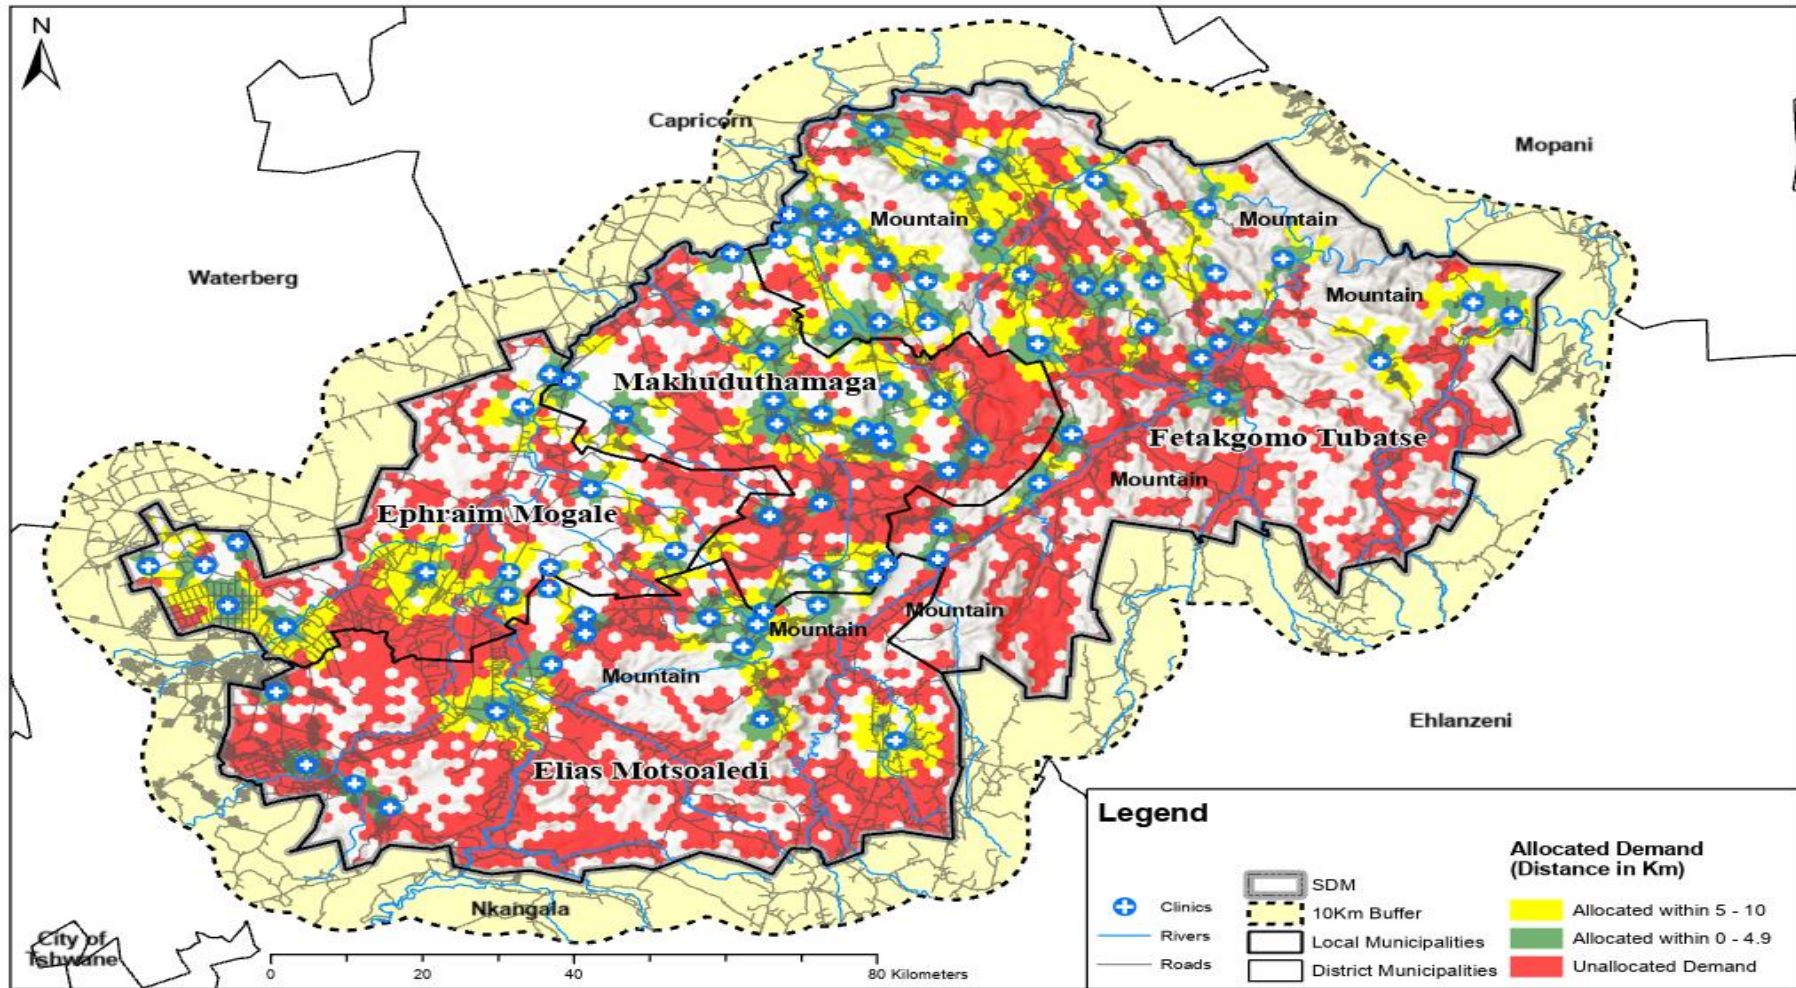 N
Capricorn
Mopani
Mountain
Mountain
Waterberg
Mountain
Makhuduthamaga
Fetakgomo Tubatse
Mountain
Ephraim Mogale
Mountain
Mountain
Mountain
Ehlanzeni
Elias Motsoaledi
Nkangala
City of
Tshwane
0 20 40 80 Kilometers
Legend
Clinics
Rivers
Roads
SDM
10Km Buffer
Local Municipalities
District Municipalities
Allocated Demand
(Distance in Km)
Allocated within 5 - 10
Allocated within 0 - 4.9
Unallocated Demand